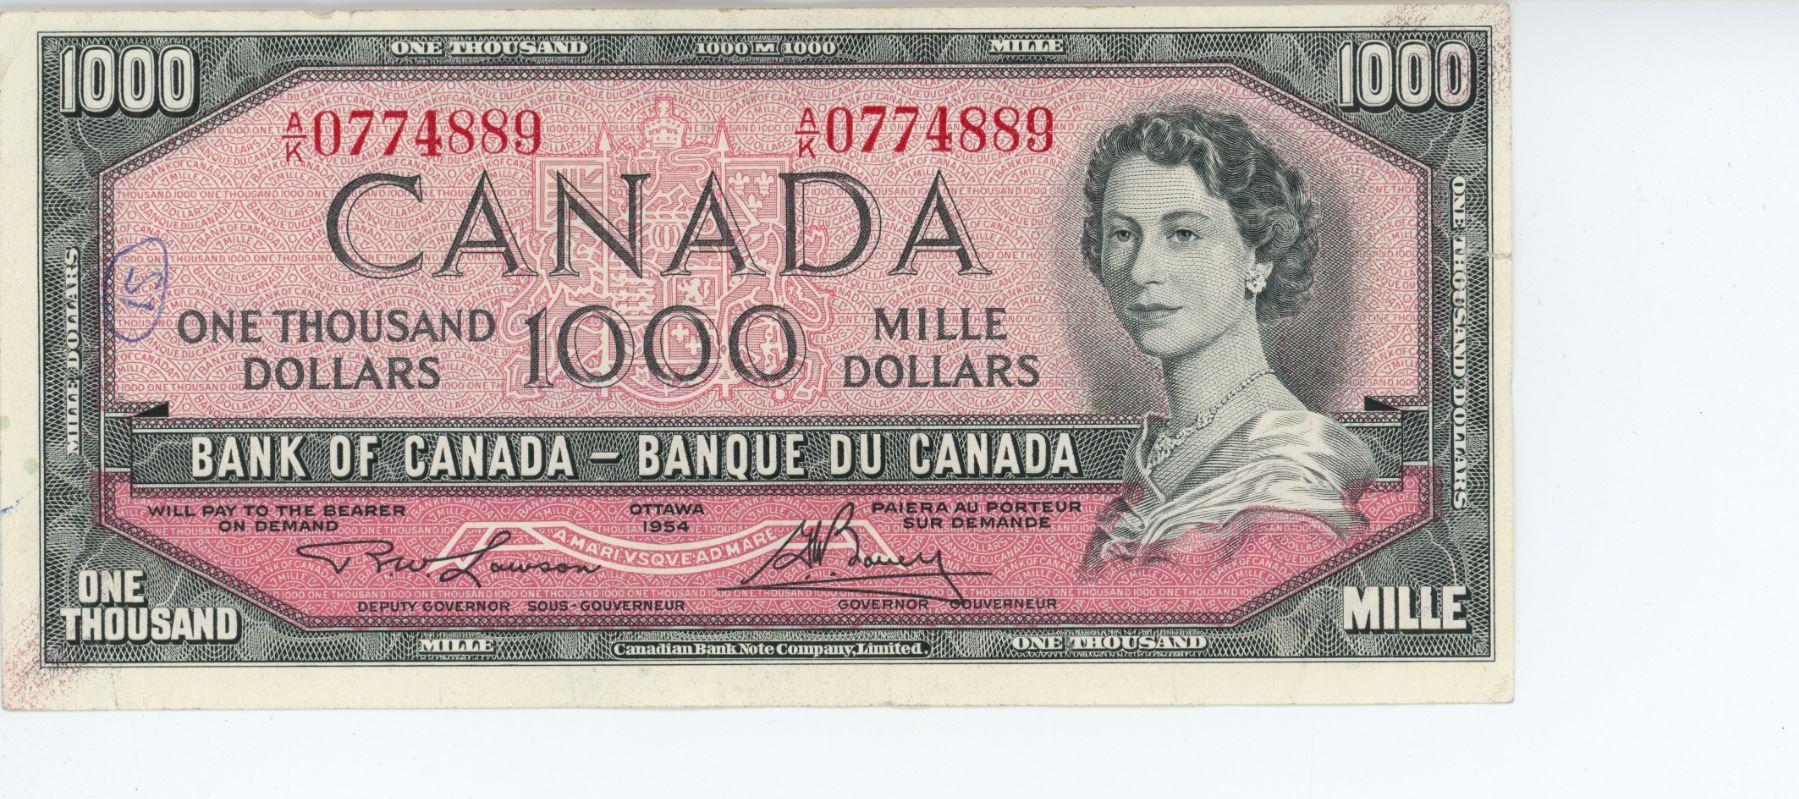 ONE THOUSAND 1000 M 1000 MILLE
1000 1000
A/K 0774889 A/K 0774889
CANADA
ONE THOUSAND DOLLARS
1000
MILLE DOLLARS
MILLE DOLLARS
ONE THOUSAND DOLLARS
BANK OF CANADA – BANQUE DU CANADA
WILL PAY TO THE BEARER
ON DEMAND
OTTAWA
1954
PAIERA AU PORTEUR
SUR DEMANDE
A MARI VSQVE AD MARE
R.W. Lawson
G.K. Bouey
DEPUTY GOVERNOR SOUS-GOUVERNEUR
GOVERNOR GOUVERNEUR
ONE
THOUSAND
MILLE
MILLE Canadian Bank Note Company, Limited. ONE THOUSAND